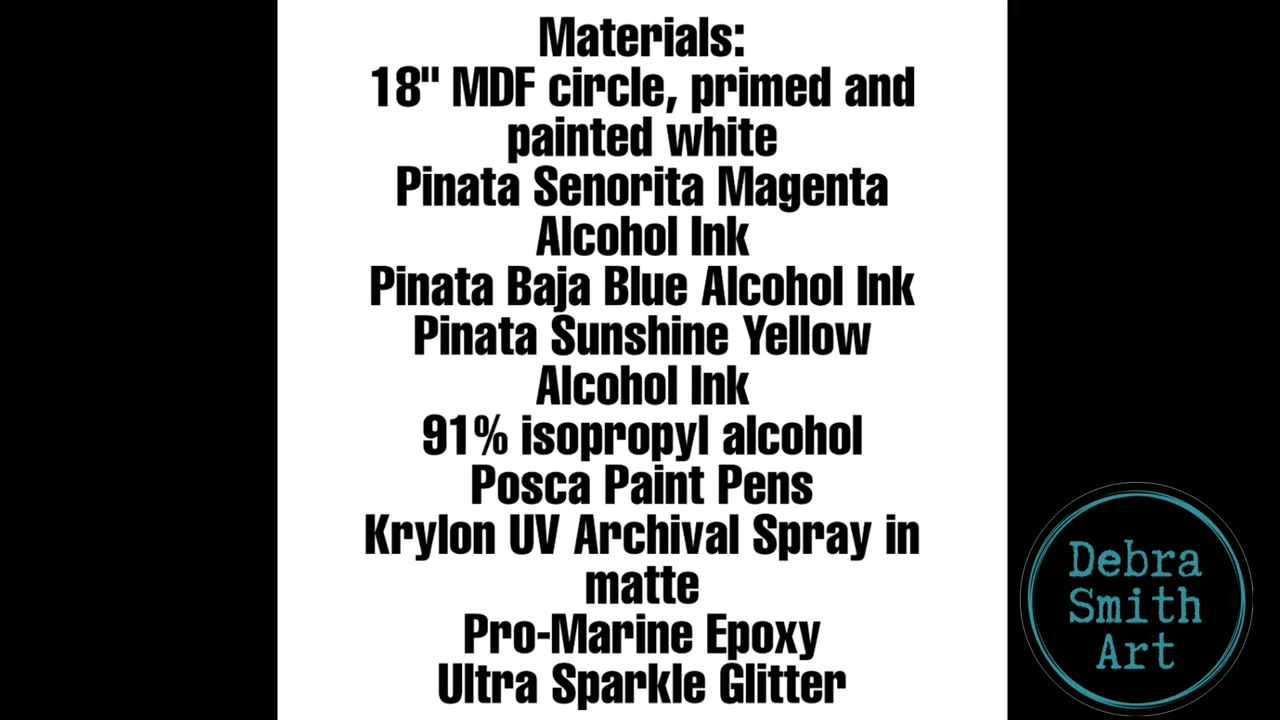 Materials:
18" MDF circle, primed and
painted white
Pinata Senorita Magenta
Alcohol Ink
Pinata Baja Blue Alcohol Ink
Pinata Sunshine Yellow
Alcohol Ink
91% isopropyl alcohol
Posca Paint Pens
Krylon UV Archival Spray in
matte
Pro-Marine Epoxy
Ultra Sparkle Glitter
Debra
Smith
Art